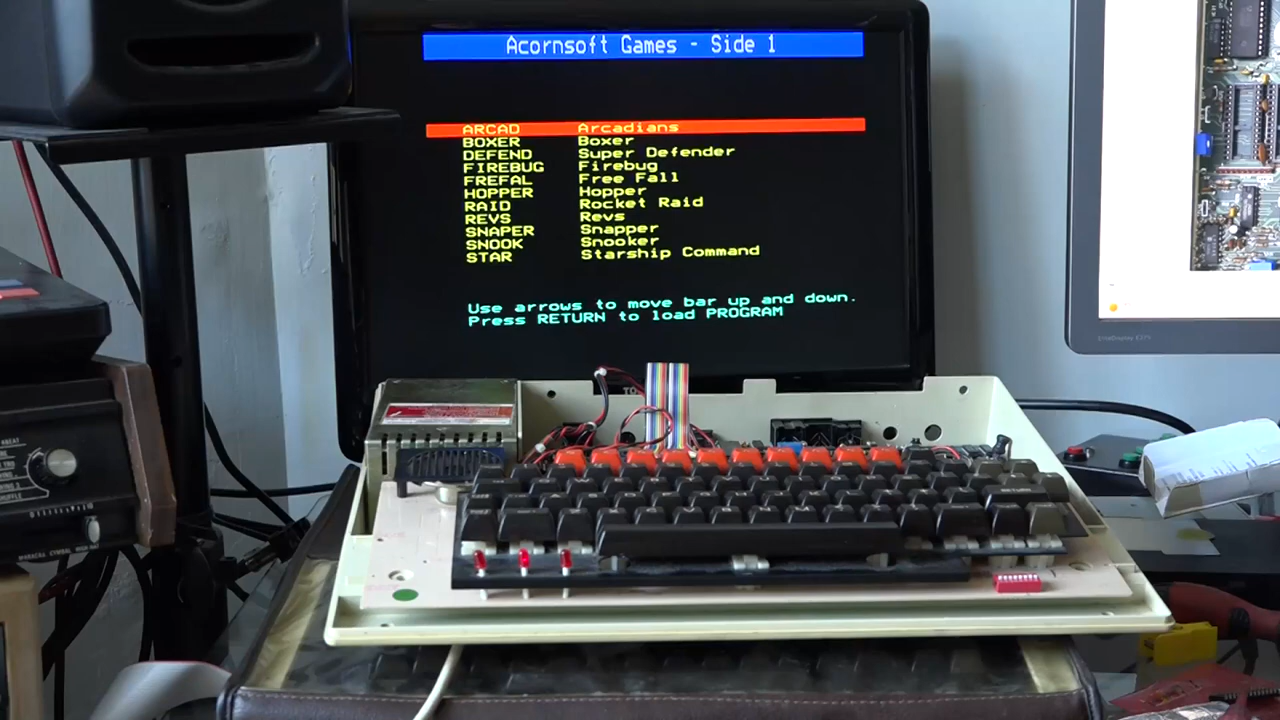 Acornsoft Games - Side 1
ARCAD Arcadians
BOXER Boxer
DEFEND Super Defender
FIREBUG Firebug
FREFAL Free Fall
HOPPER Hopper
RAID Rocket Raid
REVS Revs
SNAPER Snapper
SNOOK Snooker
STAR Starship Command
Use arrows to move bar up and down.
Press RETURN to load PROGRAM
RETURN